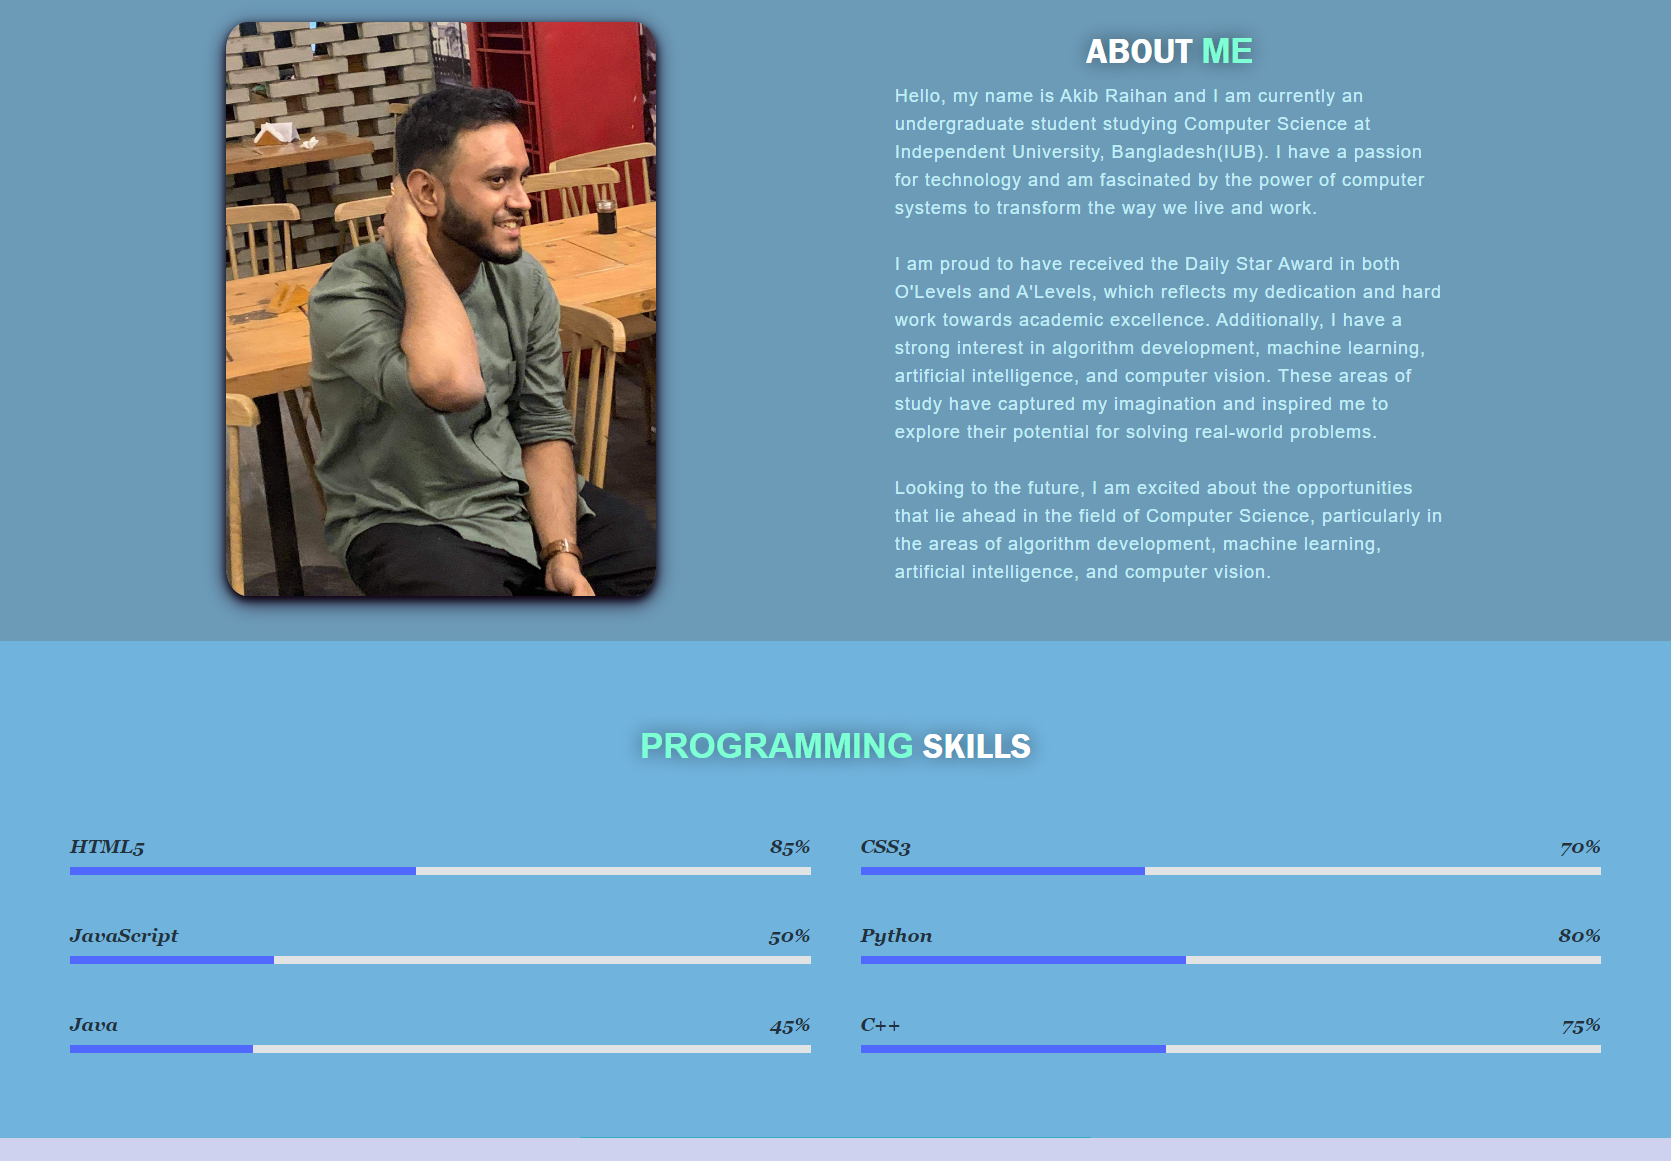 ABOUT ME
Hello, my name is Akib Raihan and I am currently an
undergraduate student studying Computer Science at
Independent University, Bangladesh(IUB). I have a passion
for technology and am fascinated by the power of computer
systems to transform the way we live and work.
I am proud to have received the Daily Star Award in both
O'Levels and A'Levels, which reflects my dedication and hard
work towards academic excellence. Additionally, I have a
strong interest in algorithm development, machine learning,
artificial intelligence, and computer vision. These areas of
study have captured my imagination and inspired me to
explore their potential for solving real-world problems.
Looking to the future, I am excited about the opportunities
that lie ahead in the field of Computer Science, particularly in
the areas of algorithm development, machine learning,
artificial intelligence, and computer vision.
PROGRAMMING SKILLS
HTML5 85%
CSS3 70%
JavaScript 50%
Python 80%
Java 45%
C++ 75%